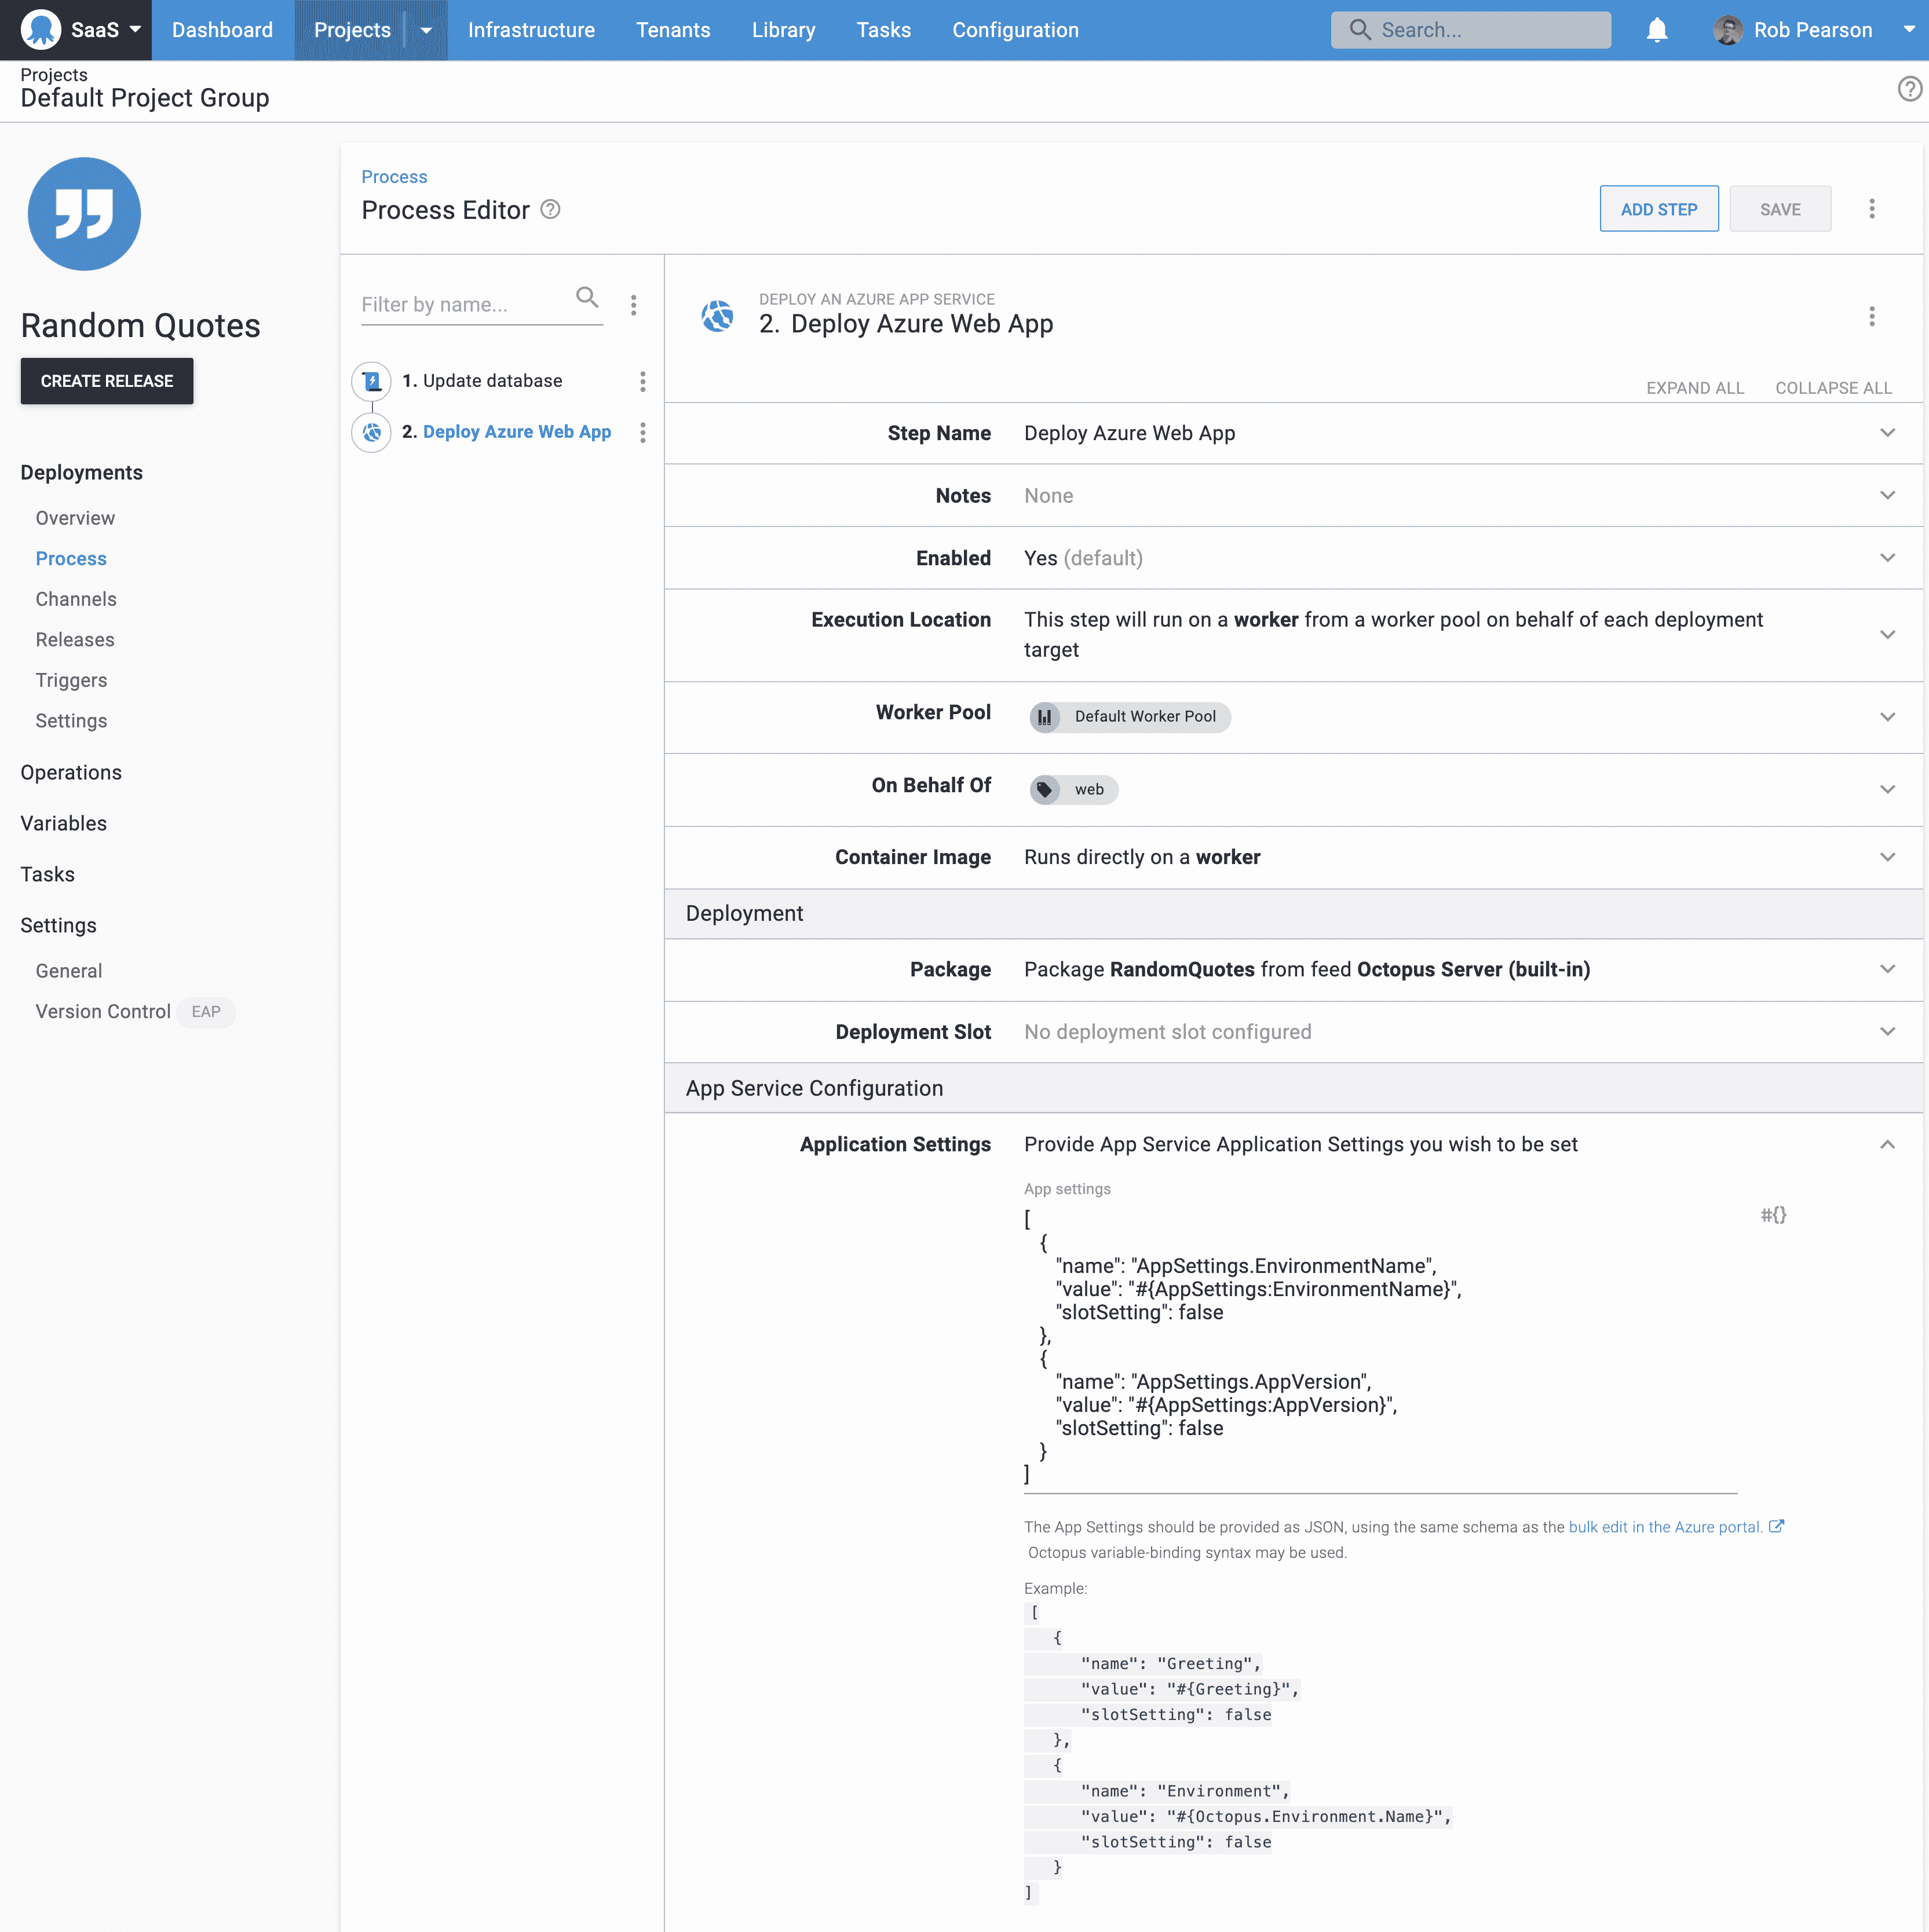 SaaS
Dashboard
Projects
Infrastructure
Tenants
Library
Tasks
Configuration
Search...
Rob Pearson
Projects
Default Project Group
Random Quotes
CREATE RELEASE
Deployments
Overview
Process
Channels
Releases
Triggers
Settings
Operations
Variables
Tasks
Settings
General
Version Control EAP
Process
Process Editor
ADD STEP
SAVE
Filter by name...
1. Update database
2. Deploy Azure Web App
DEPLOY AN AZURE APP SERVICE
2. Deploy Azure Web App
EXPAND ALL
COLLAPSE ALL
Step Name Deploy Azure Web App
Notes None
Enabled Yes (default)
Execution Location This step will run on a worker from a worker pool on behalf of each deployment
target
Worker Pool Default Worker Pool
On Behalf Of web
Container Image Runs directly on a worker
Deployment
Package Package RandomQuotes from feed Octopus Server (built-in)
Deployment Slot No deployment slot configured
App Service Configuration
Application Settings Provide App Service Application Settings you wish to be set
App settings
#{}
[
{
"name": "AppSettings.EnvironmentName",
"value": "#{AppSettings:EnvironmentName}",
"slotSetting": false
},
{
"name": "AppSettings.AppVersion",
"value": "#{AppSettings:AppVersion}",
"slotSetting": false
}
]
The App Settings should be provided as JSON, using the same schema as the bulk edit in the Azure portal.
Octopus variable-binding syntax may be used.
Example:
[
{
"name": "Greeting",
"value": "#{Greeting}",
"slotSetting": false
},
{
"name": "Environment",
"value": "#{Octopus.Environment.Name}",
"slotSetting": false
}
]